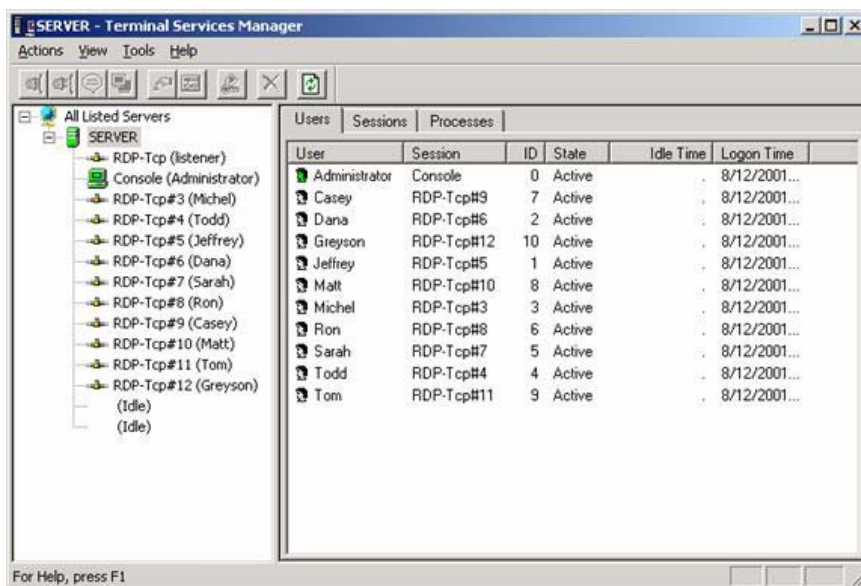 SERVER - Terminal Services Manager
Actions View Tools Help
All Listed Servers
SERVER
RDP-Tcp (listener)
Console (Administrator)
RDP-Tcp#3 (Michel)
RDP-Tcp#4 (Todd)
RDP-Tcp#5 (Jeffrey)
RDP-Tcp#6 (Dana)
RDP-Tcp#7 (Sarah)
RDP-Tcp#8 (Ron)
RDP-Tcp#9 (Casey)
RDP-Tcp#10 (Matt)
RDP-Tcp#11 (Tom)
RDP-Tcp#12 (Greyson)
(Idle)
(Idle)
Users Sessions Processes
User Session ID State Idle Time Logon Time
Administrator Console 0 Active . 8/12/2001...
Casey RDP-Tcp#9 7 Active . 8/12/2001...
Dana RDP-Tcp#6 2 Active . 8/12/2001...
Greyson RDP-Tcp#12 10 Active . 8/12/2001...
Jeffrey RDP-Tcp#5 1 Active . 8/12/2001...
Matt RDP-Tcp#10 8 Active . 8/12/2001...
Michel RDP-Tcp#3 3 Active . 8/12/2001...
Ron RDP-Tcp#8 6 Active . 8/12/2001...
Sarah RDP-Tcp#7 5 Active . 8/12/2001...
Todd RDP-Tcp#4 4 Active . 8/12/2001...
Tom RDP-Tcp#11 9 Active . 8/12/2001...
For Help, press F1